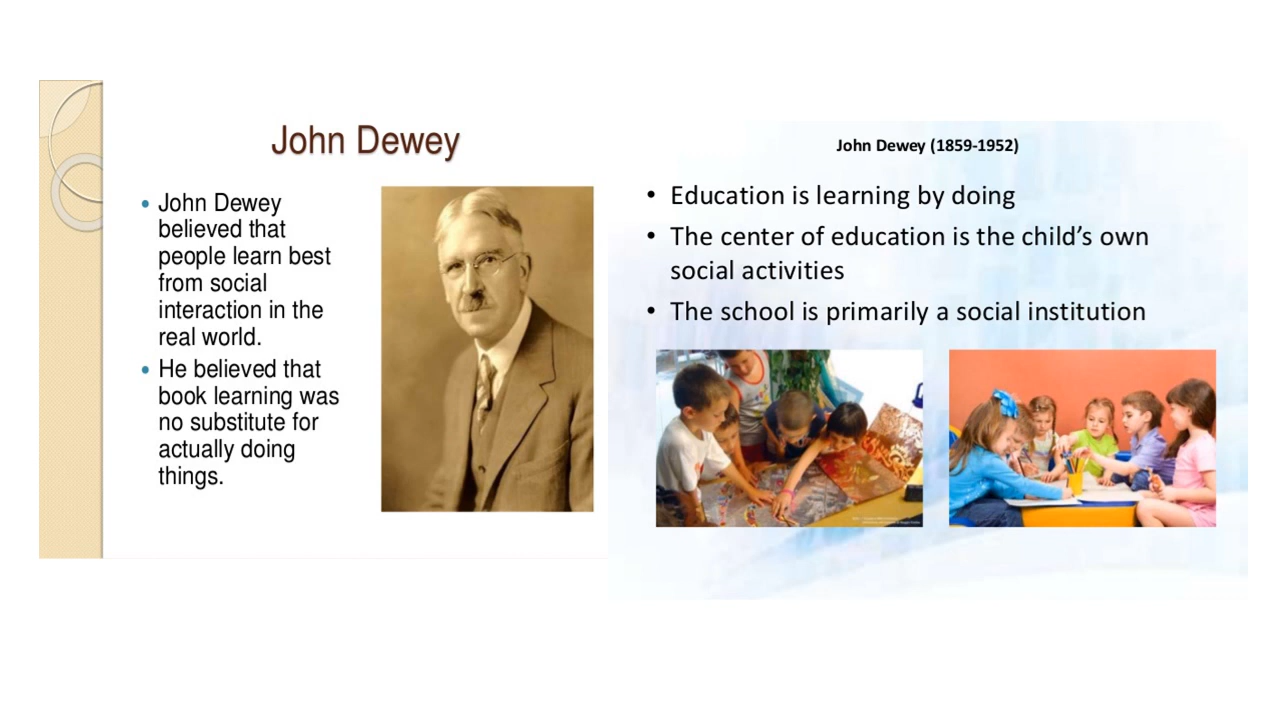 John Dewey
• John Dewey
believed that
people learn best
from social
interaction in the
real world.
• He believed that
book learning was
no substitute for
actually doing
things.
John Dewey (1859-1952)
• Education is learning by doing
• The center of education is the child’s own
social activities
• The school is primarily a social institution